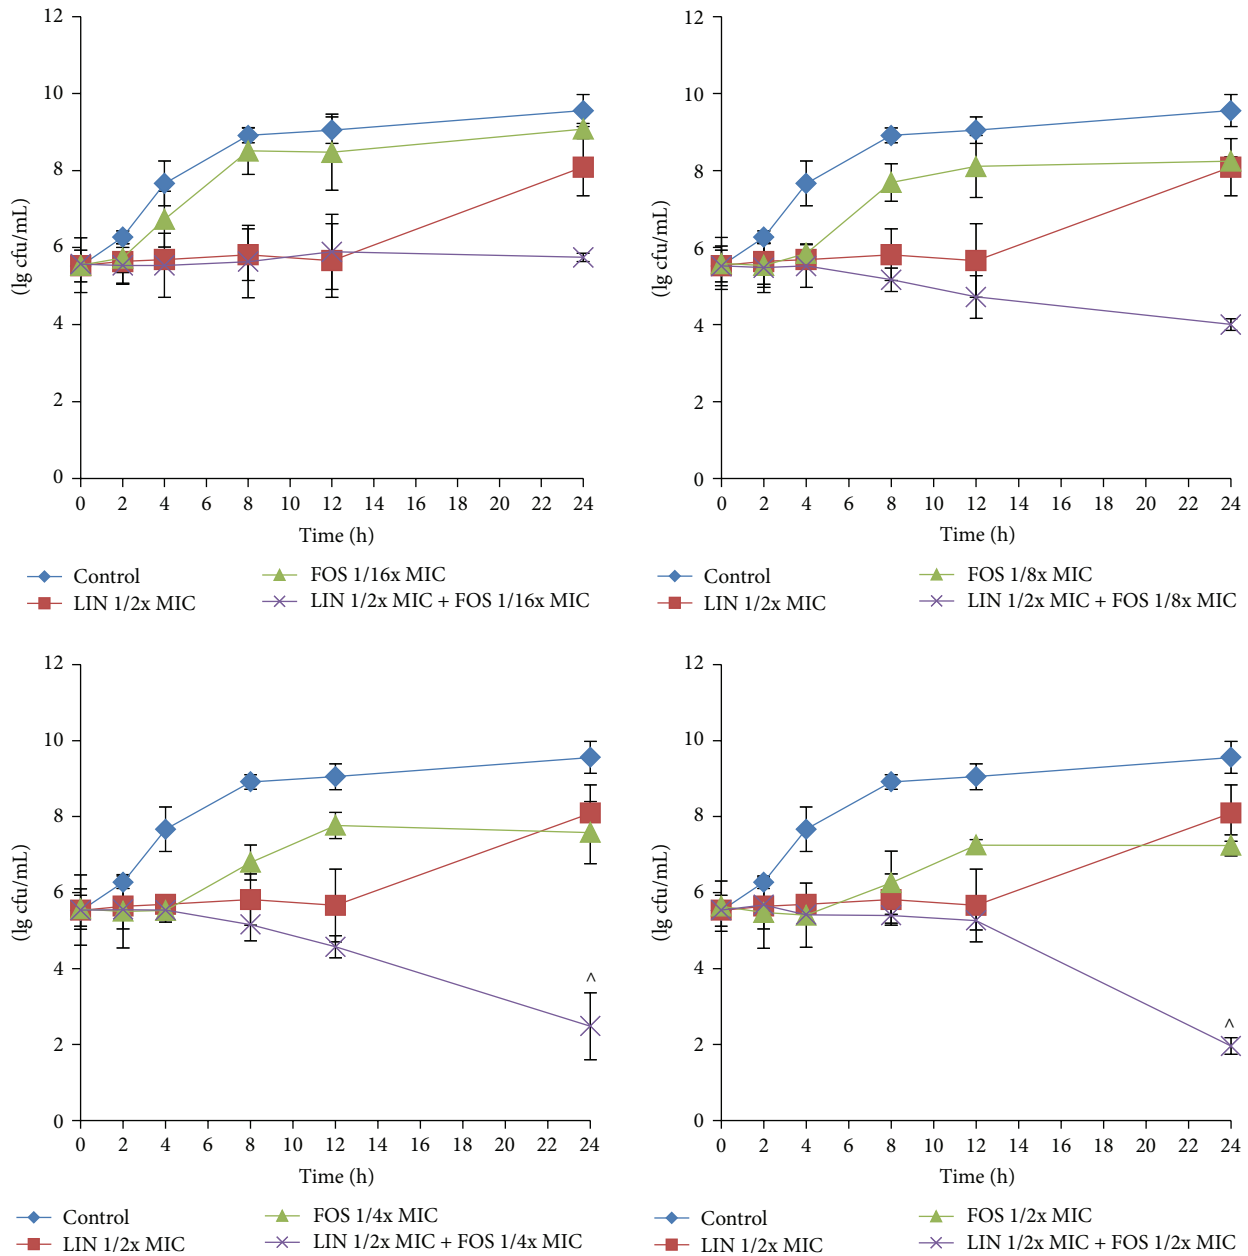 12
10
8
6
4
2
0
(lg cfu/mL)
0 2 4 6 8 10 12 14 16 18 20 22 24
Time (h)
Control
FOS 1/16x MIC
LIN 1/2x MIC
LIN 1/2x MIC + FOS 1/16x MIC
12
10
8
6
4
2
0
(lg cfu/mL)
0 2 4 6 8 10 12 14 16 18 20 22 24
Time (h)
Control
FOS 1/8x MIC
LIN 1/2x MIC
LIN 1/2x MIC + FOS 1/8x MIC
12
10
8
6
4
2
0
(lg cfu/mL)
^
0 2 4 6 8 10 12 14 16 18 20 22 24
Time (h)
Control
FOS 1/4x MIC
LIN 1/2x MIC
LIN 1/2x MIC + FOS 1/4x MIC
12
10
8
6
4
2
0
(lg cfu/mL)
^
0 2 4 6 8 10 12 14 16 18 20 22 24
Time (h)
Control
FOS 1/2x MIC
LIN 1/2x MIC
LIN 1/2x MIC + FOS 1/2x MIC